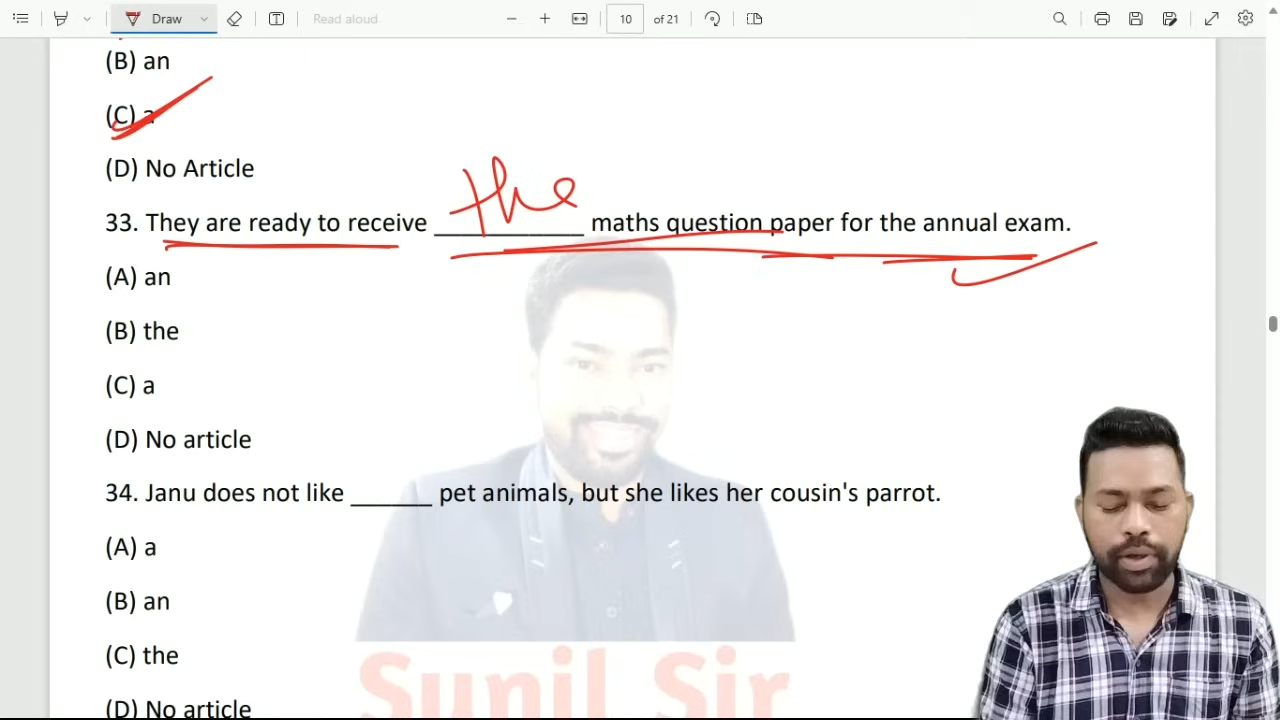 Draw
Read aloud
10 of 21
(B) an
(C) a
(D) No Article
the
33. They are ready to receive ____________ maths question paper for the annual exam.
(A) an
(B) the
(C) a
(D) No article
34. Janu does not like ______ pet animals, but she likes her cousin's parrot.
(A) a
(B) an
(C) the
(D) No article
Sunil Sir